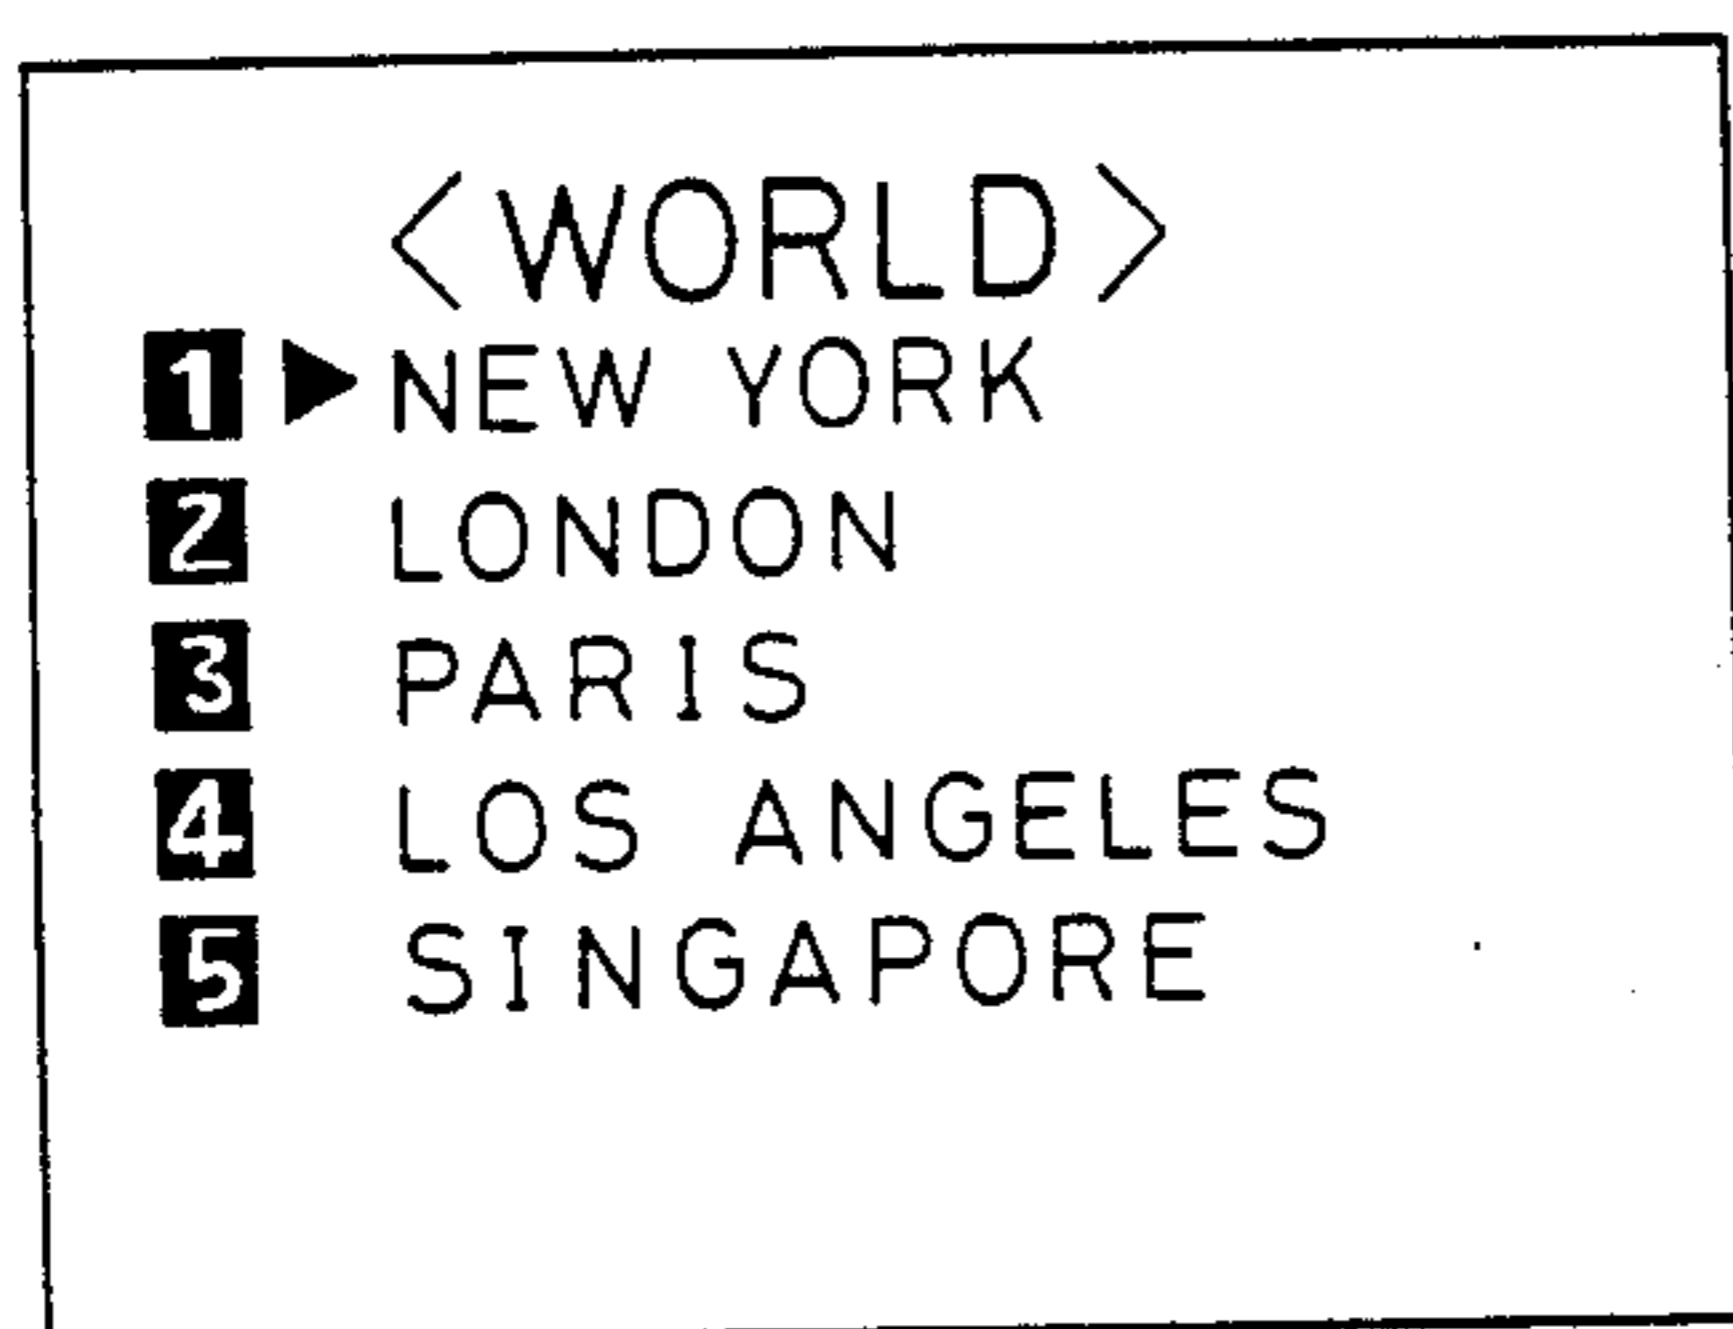 <WORLD>
1 ▶ NEW YORK
2 LONDON
3 PARIS
4 LOS ANGELES
5 SINGAPORE